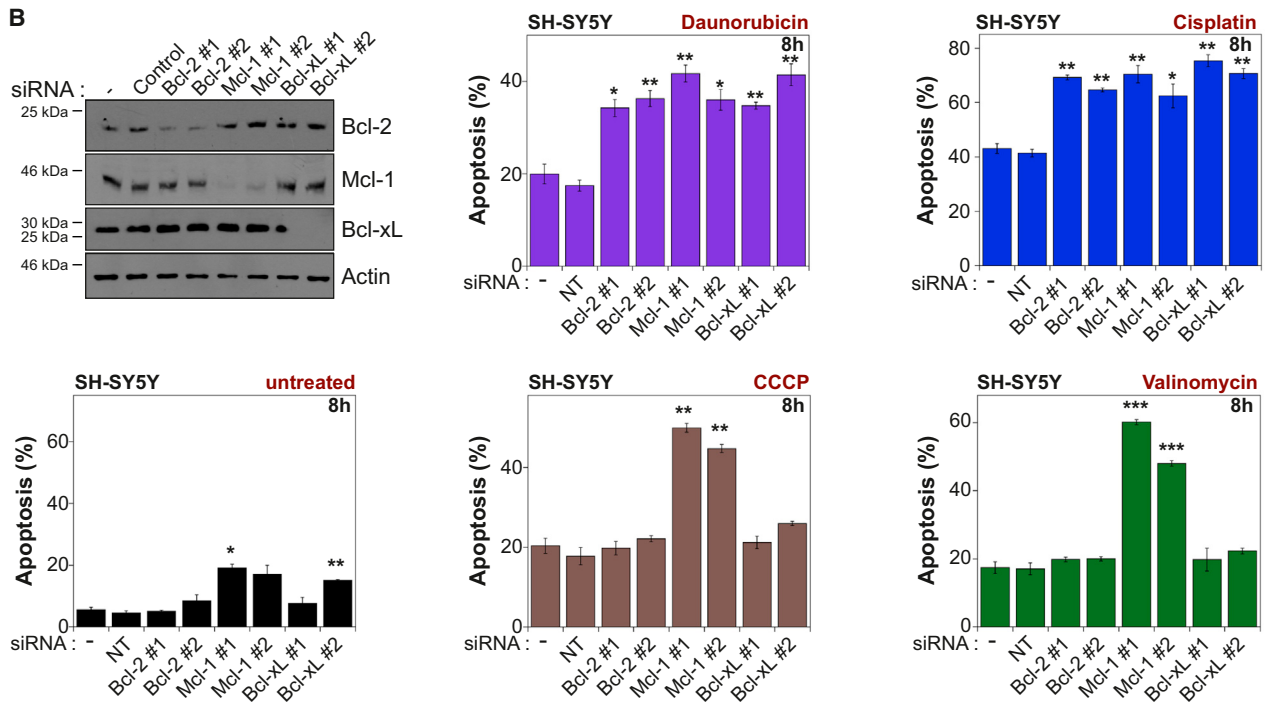 B
siRNA :
-
Control
Bcl-2 #1
Bcl-2 #2
Mcl-1 #1
Mcl-1 #2
Bcl-xL #1
Bcl-xL #2
25 kDa
Bcl-2
46 kDa
Mcl-1
30 kDa
25 kDa
Bcl-xL
46 kDa
Actin
SH-SY5Y Daunorubicin
8h
Apoptosis (%)
40
20
0
* ** ** * ** **
siRNA : - NT Bcl-2 #1 Bcl-2 #2 Mcl-1 #1 Mcl-1 #2 Bcl-xL #1 Bcl-xL #2
SH-SY5Y Cisplatin
8h
Apoptosis (%)
80
60
40
20
0
** ** ** * ** **
siRNA : - NT Bcl-2 #1 Bcl-2 #2 Mcl-1 #1 Mcl-1 #2 Bcl-xL #1 Bcl-xL #2
SH-SY5Y untreated
8h
Apoptosis (%)
60
40
20
0
* **
siRNA : - NT Bcl-2 #1 Bcl-2 #2 Mcl-1 #1 Mcl-1 #2 Bcl-xL #1 Bcl-xL #2
SH-SY5Y CCCP
8h
Apoptosis (%)
40
20
0
** **
siRNA : - NT Bcl-2 #1 Bcl-2 #2 Mcl-1 #1 Mcl-1 #2 Bcl-xL #1 Bcl-xL #2
SH-SY5Y Valinomycin
8h
Apoptosis (%)
60
40
20
0
*** ***
siRNA : - NT Bcl-2 #1 Bcl-2 #2 Mcl-1 #1 Mcl-1 #2 Bcl-xL #1 Bcl-xL #2